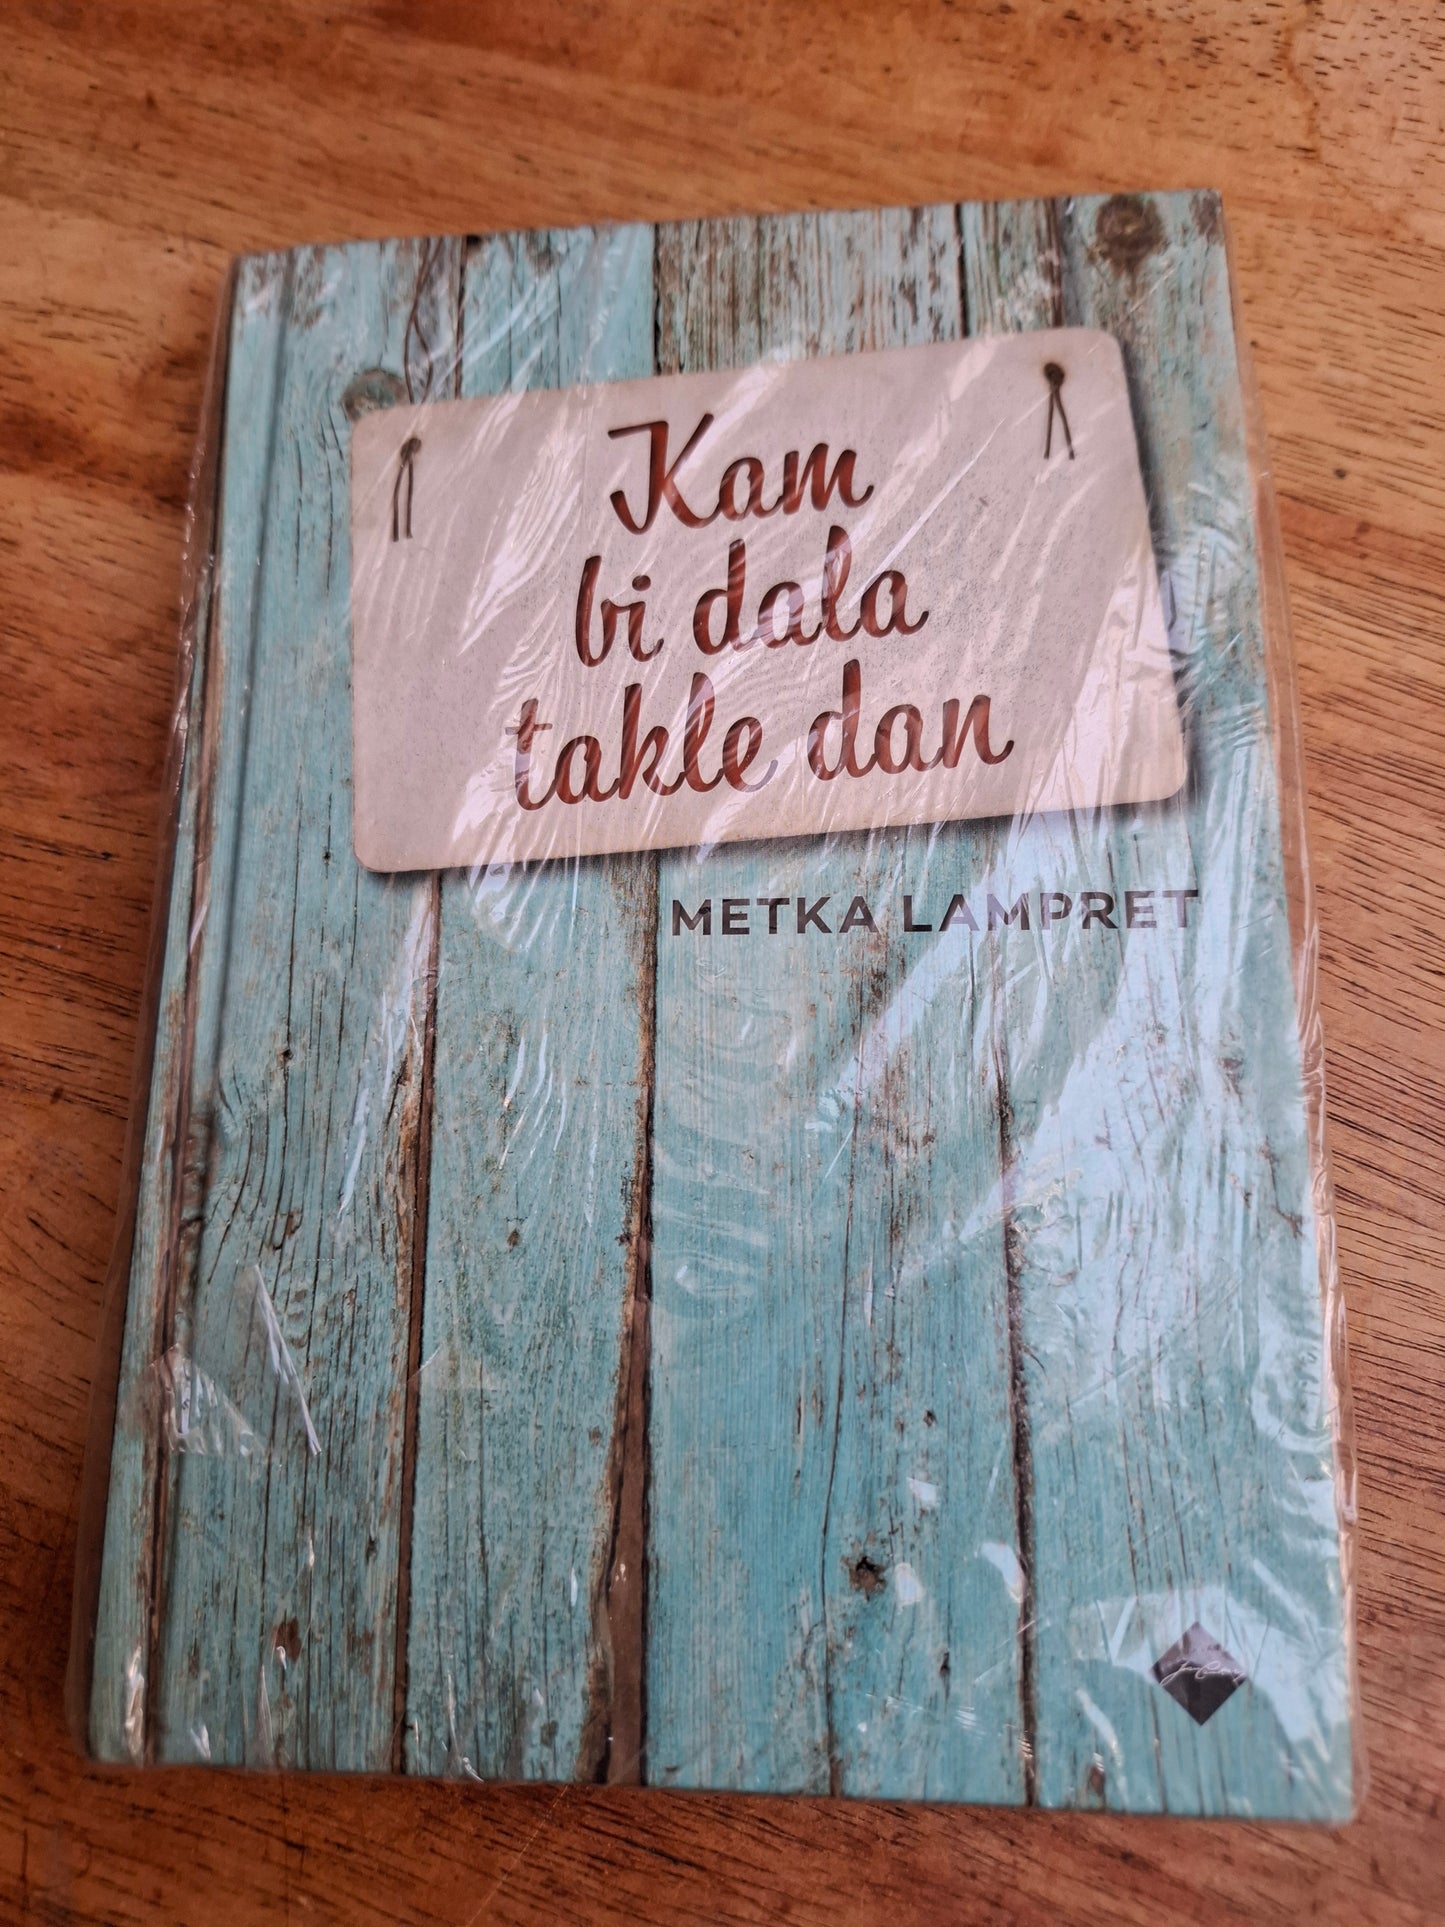 Kam
bi dala
takle dan
METKA LAMPRET